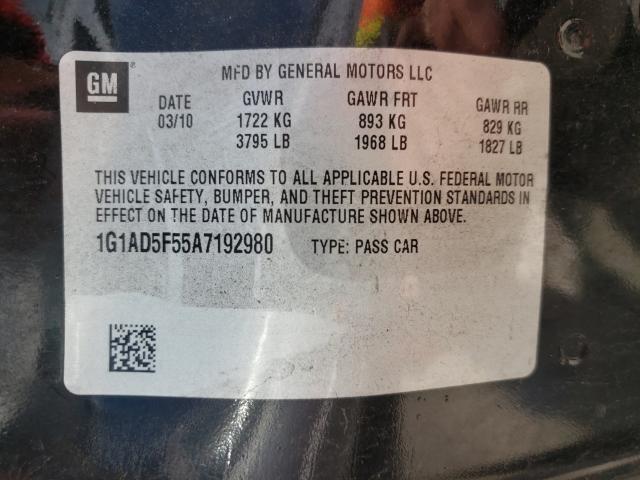 GM ®
MFD BY GENERAL MOTORS LLC
DATE GVWR GAWR FRT GAWR RR
03/10 1722 KG 893 KG 829 KG
3795 LB 1968 LB 1827 LB
THIS VEHICLE CONFORMS TO ALL APPLICABLE U.S. FEDERAL MOTOR
VEHICLE SAFETY, BUMPER, AND THEFT PREVENTION STANDARDS IN
EFFECT ON THE DATE OF MANUFACTURE SHOWN ABOVE.
1G1AD5F55A7192980 TYPE: PASS CAR